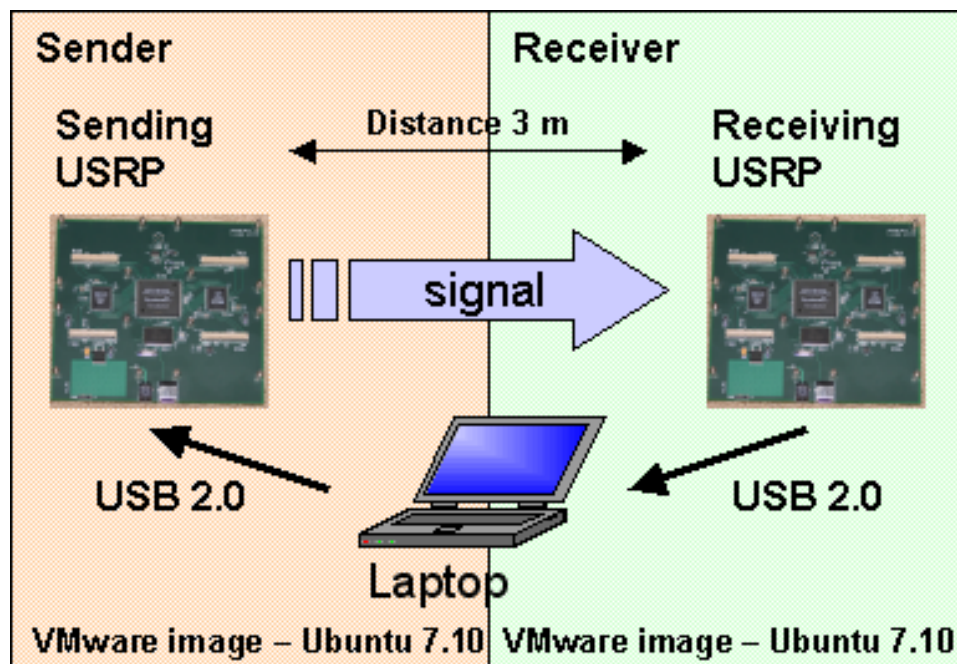 Sender
Receiver
Sending
USRP
Distance 3 m
Receiving
USRP
signal
USB 2.0
USB 2.0
Laptop
VMware image – Ubuntu 7.10
VMware image – Ubuntu 7.10